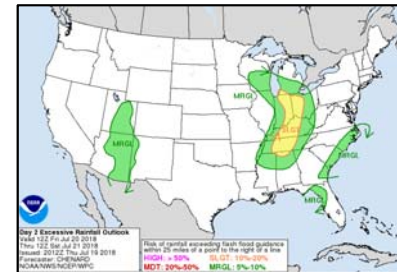 MRGL
MRGL
SLGT
MRGL
MRGL
noaa
Day 2 Excessive Rainfall Outlook
Valid 12Z Fri Jul 20 2018
Thru 12Z Sat Jul 21 2018
Issued: 2012Z Thu Jul 19 2018
Forecaster: CHENARD
NOAA/NWS/NCEP/WPC
Risk of rainfall exceeding flash flood guidance
within 25 miles of a point to the right of a line
HIGH: > 50% SLGT: 10%-20%
MDT: 20%-50% MRGL: 5%-10%